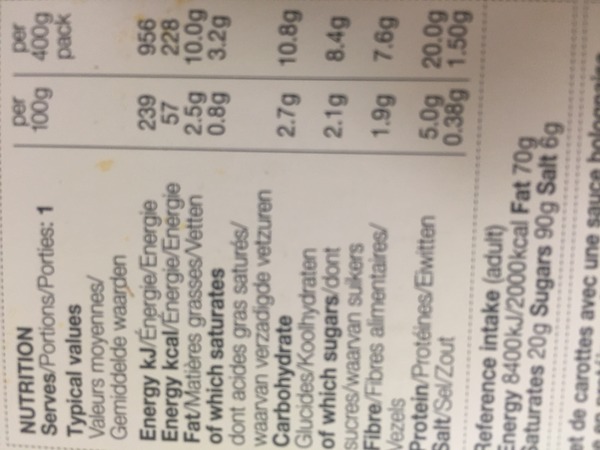 NUTRITION
Serves/Portions/Porties: 1
Typical values per 100g per 400g pack
Valeurs moyennes/
Gemiddelde waarden
Energy kJ/Énergie/Energie 239 956
Energy kcal/Énergie/Energie 57 228
Fat/Matières grasses/Vetten 2.5g 10.0g
of which saturates 0.8g 3.2g
dont acides gras saturés/
waarvan verzadigde vetzuren
Carbohydrate 2.7g 10.8g
Glucides/Koolhydraten
of which sugars/dont 2.1g 8.4g
sucres/waarvan suikers
Fibre/Fibres alimentaires/ 1.9g 7.6g
Vezels
Protein/Protéines/Eiwitten 5.0g 20.0g
Salt/Sel/Zout 0.38g 1.50g
Reference intake (adult)
Energy 8400kJ/2000kcal Fat 70g
Saturates 20g Sugars 90g Salt 6g
et de carottes avec une sauce bolognaise